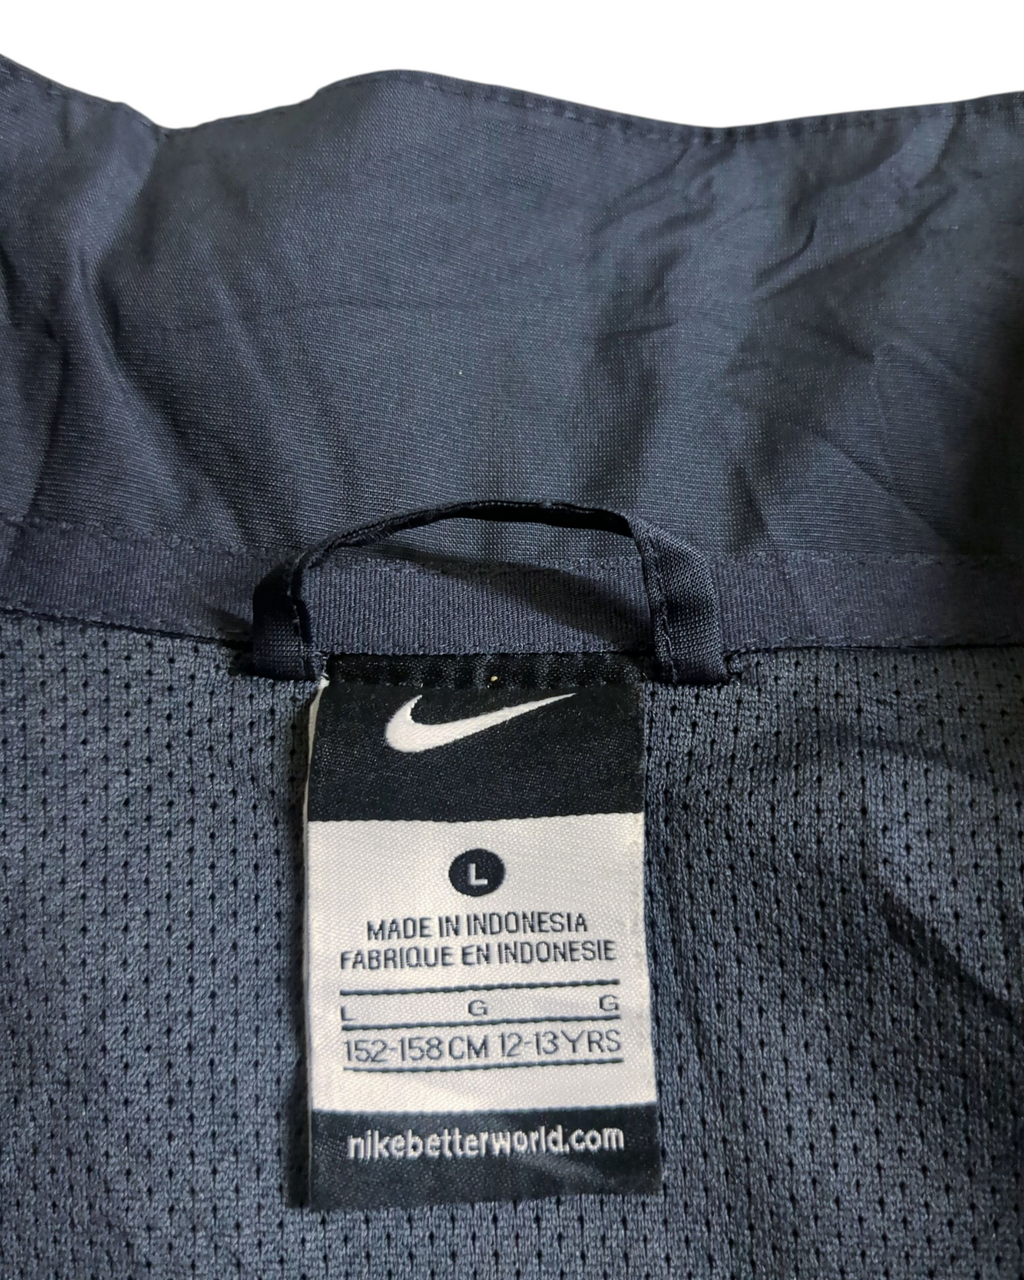 L
MADE IN INDONESIA
FABRIQUE EN INDONESIE
L G G
152-158 CM 12-13 YRS
nikebetterworld.com